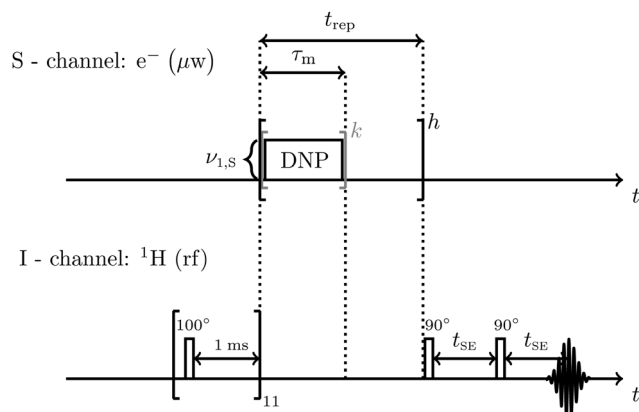 t_rep
S - channel: e⁻ (μw)
τ_m
h
k
ν_1,S
DNP
t
I - channel: ¹H (rf)
100°
1 ms
11
90°
t_SE
90°
t_SE
t